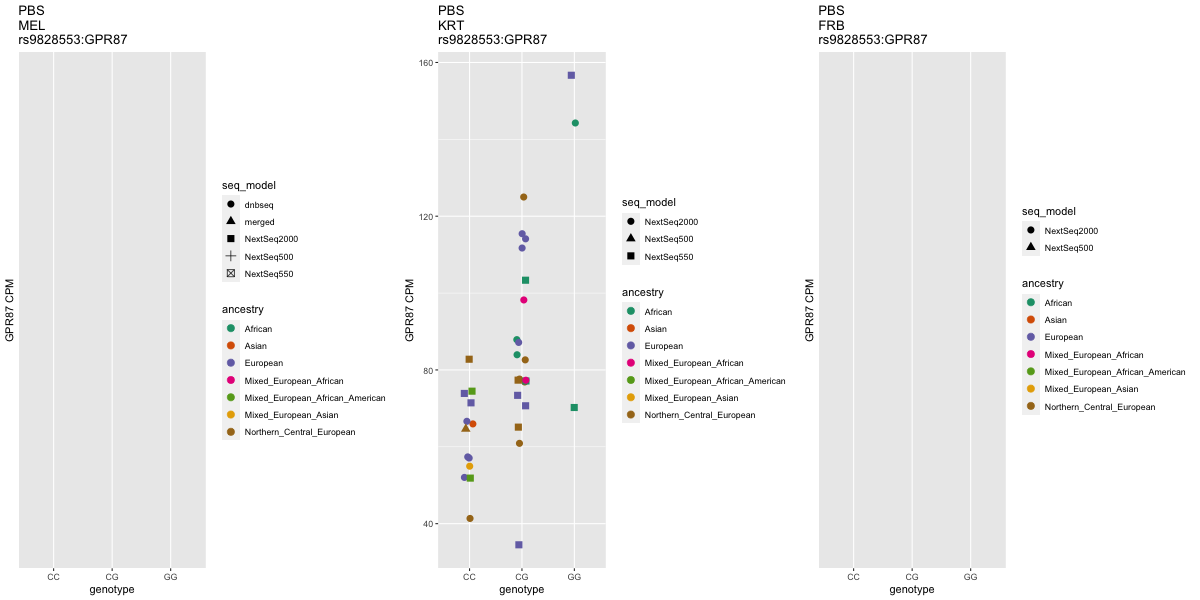 PBS
MEL
rs9828553:GPR87
GPR87 CPM
CC
CG
GG
genotype
seq_model
dnbseq
merged
NextSeq2000
NextSeq500
NextSeq550
ancestry
African
Asian
European
Mixed_European_African
Mixed_European_African_American
Mixed_European_Asian
Northern_Central_European
PBS
KRT
rs9828553:GPR87
GPR87 CPM
160
120
80
40
CC
CG
GG
genotype
seq_model
NextSeq2000
NextSeq500
NextSeq550
ancestry
African
Asian
European
Mixed_European_African
Mixed_European_African_American
Mixed_European_Asian
Northern_Central_European
PBS
FRB
rs9828553:GPR87
GPR87 CPM
CC
CG
GG
genotype
seq_model
NextSeq2000
NextSeq500
ancestry
African
Asian
European
Mixed_European_African
Mixed_European_African_American
Mixed_European_Asian
Northern_Central_European